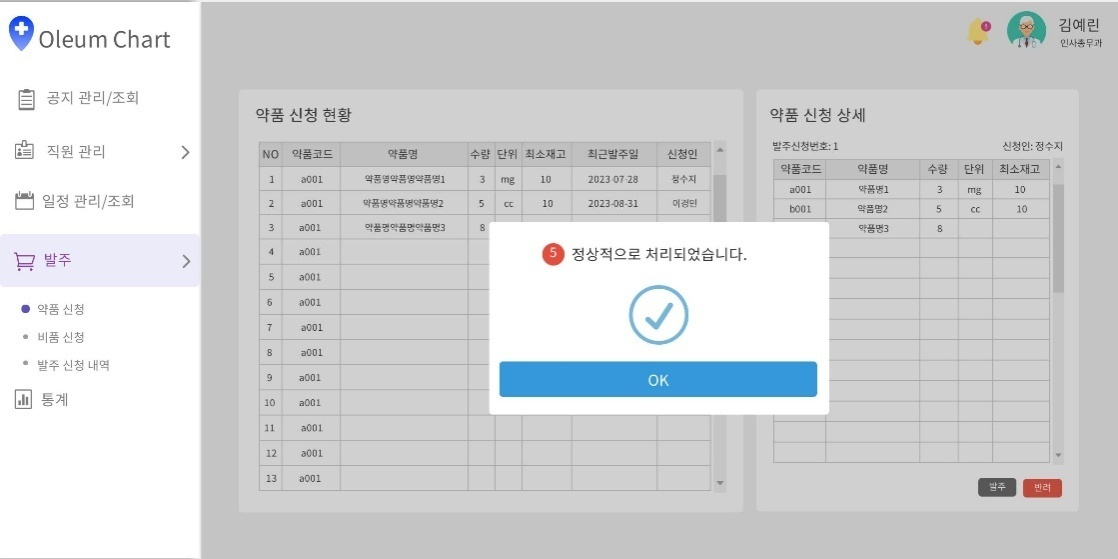 Oleum Chart
김예린
인사총무과
공지 관리/조회
직원 관리
일정 관리/조회
발주
약품 신청
비품 신청
발주 신청 내역
통계
약품 신청 현황
NO 약품코드 약품명 수량 단위 최소재고 최근발주일 신청인
1 a001 약품명약품명약품명1 3 mg 10 2023-07-28 정수지
2 a001 약품명약품명약품명2 5 cc 10 2023-08-31 이경민
3 a001 약품명약품명약품명3 8
4 a001
5 a001
6 a001
7 a001
8 a001
9 a001
10 a001
11 a001
12 a001
13 a001
약품 신청 상세
발주신청번호: 1 신청인: 정수지
약품코드 약품명 수량 단위 최소재고
a001 약품명1 3 mg 10
b001 약품명2 5 cc 10
약품명3 8
발주 반려
5 정상적으로 처리되었습니다.
OK